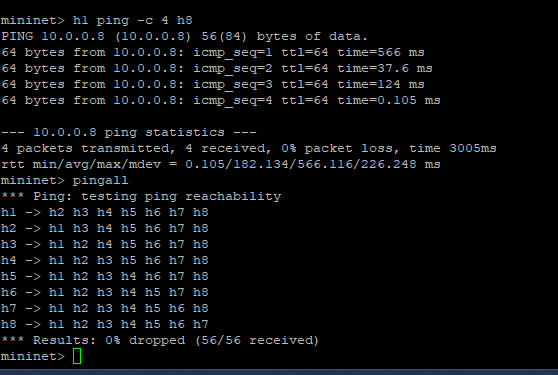 mininet> h1 ping -c 4 h8
PING 10.0.0.8 (10.0.0.8) 56(84) bytes of data.
64 bytes from 10.0.0.8: icmp_seq=1 ttl=64 time=566 ms
64 bytes from 10.0.0.8: icmp_seq=2 ttl=64 time=37.6 ms
64 bytes from 10.0.0.8: icmp_seq=3 ttl=64 time=124 ms
64 bytes from 10.0.0.8: icmp_seq=4 ttl=64 time=0.105 ms
--- 10.0.0.8 ping statistics ---
4 packets transmitted, 4 received, 0% packet loss, time 3005ms
rtt min/avg/max/mdev = 0.105/182.134/566.116/226.248 ms
mininet> pingall
*** Ping: testing ping reachability
h1 -> h2 h3 h4 h5 h6 h7 h8
h2 -> h1 h3 h4 h5 h6 h7 h8
h3 -> h1 h2 h4 h5 h6 h7 h8
h4 -> h1 h2 h3 h5 h6 h7 h8
h5 -> h1 h2 h3 h4 h6 h7 h8
h6 -> h1 h2 h3 h4 h5 h7 h8
h7 -> h1 h2 h3 h4 h5 h6 h8
h8 -> h1 h2 h3 h4 h5 h6 h7
*** Results: 0% dropped (56/56 received)
mininet>